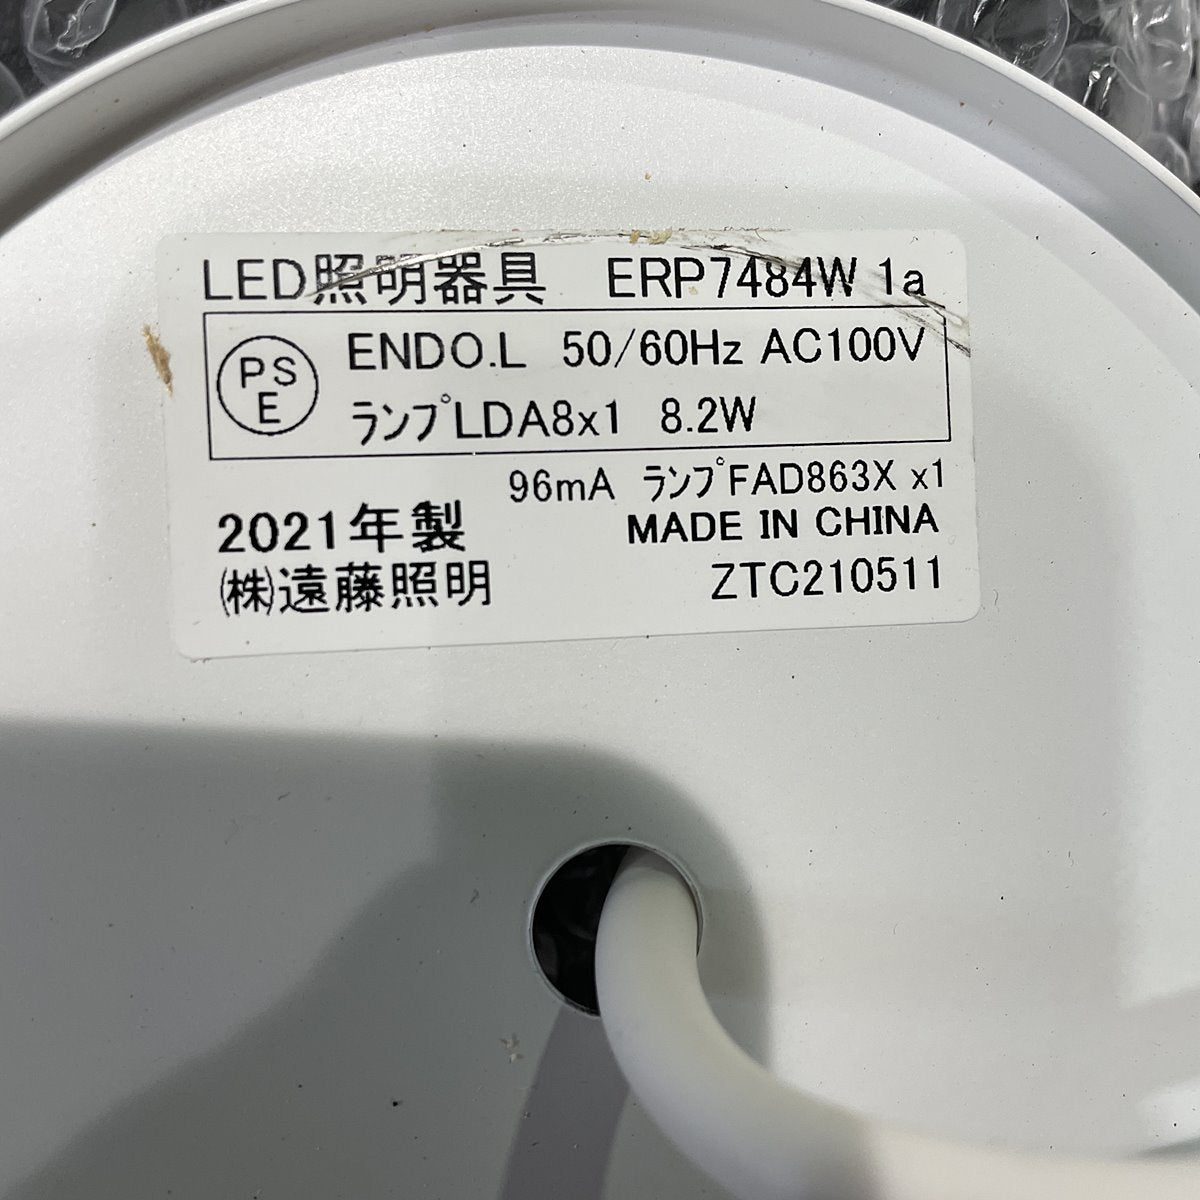 LED照明器具 ERP7484W 1a
PSE ENDO.L 50/60Hz AC100V
ランプLDA8x1 8.2W
96mA ランプFAD863X x1
2021年製 MADE IN CHINA
(株)遠藤照明 ZTC210511